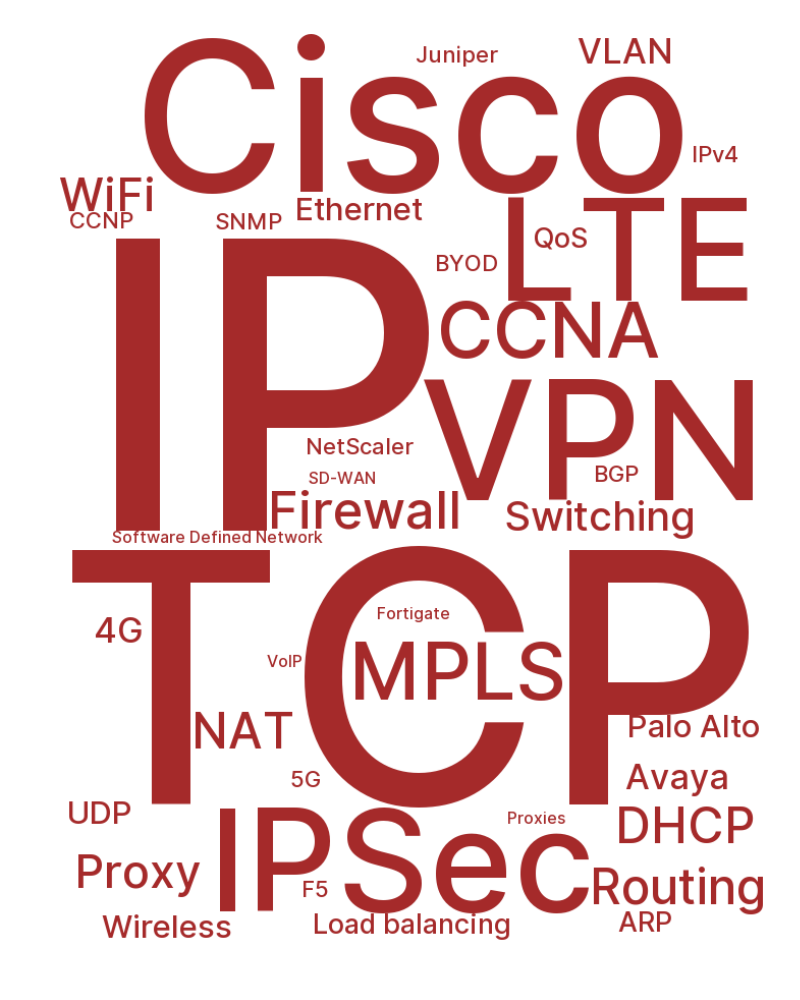 Cisco
Juniper
VLAN
IPv4
WiFi
CCNP
SNMP
Ethernet
LTE
QoS
BYOD
IP
CCNA
VPN
NetScaler
BGP
SD-WAN
Firewall
Switching
Software Defined Network
TCP
Fortigate
4G
VoIP
MPLS
NAT
Palo Alto
5G
Avaya
UDP
IPSec
Proxies
DHCP
Proxy
F5
Routing
Wireless
Load balancing
ARP